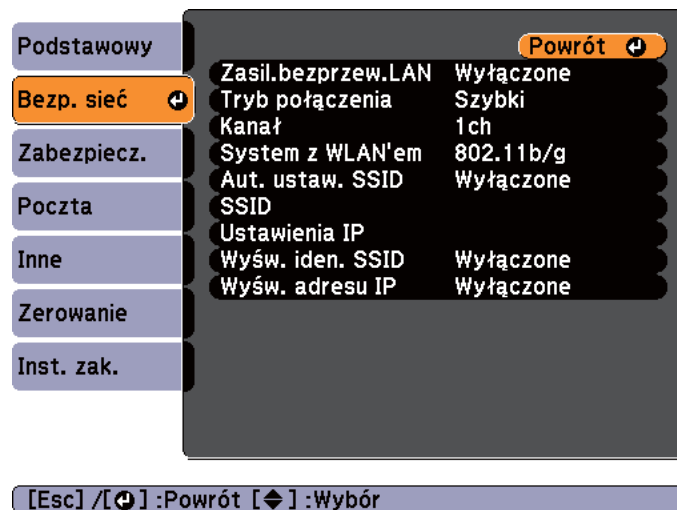 Podstawowy
Bezp. sieć
Zabezpiecz.
Poczta
Inne
Zerowanie
Inst. zak.
Powrót
Zasil.bezprzew.LAN Wyłączone
Tryb połączenia Szybki
Kanał 1ch
System z WLAN'em 802.11b/g
Aut. ustaw. SSID Wyłączone
SSID
Ustawienia IP
Wyśw. iden. SSID Wyłączone
Wyśw. adresu IP Wyłączone
[Esc] /[⏎] :Powrót [◆] :Wybór